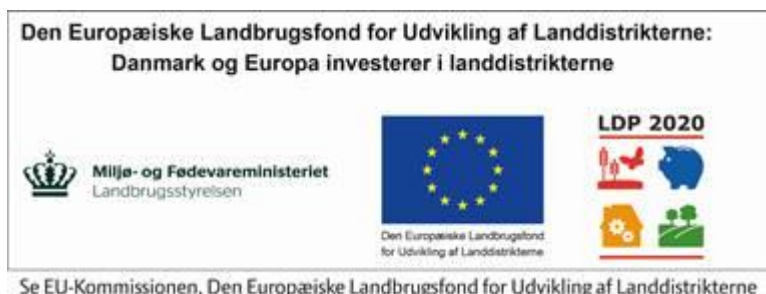 Den Europæiske Landbrugsfond for Udvikling af Landdistrikterne:
Danmark og Europa investerer i landdistrikterne
LDP 2020
Miljø- og Fødevareministeriet
Landbrugsstyrelsen
Den Europæiske Landbrugsfond
for Udvikling af Landdistrikterne
Se EU-Kommissionen, Den Europæiske Landbrugsfond for Udvikling af Landdistrikterne